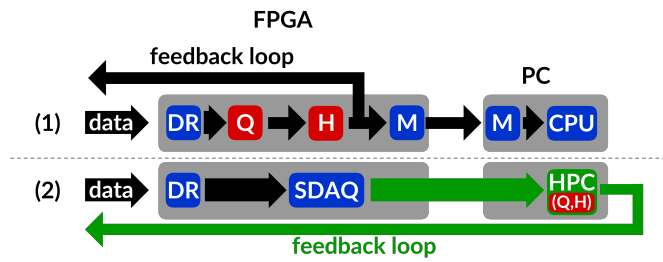 FPGA
feedback loop
PC
(1) data DR Q H M M CPU
(2) data DR SDAQ HPC
(Q,H)
feedback loop